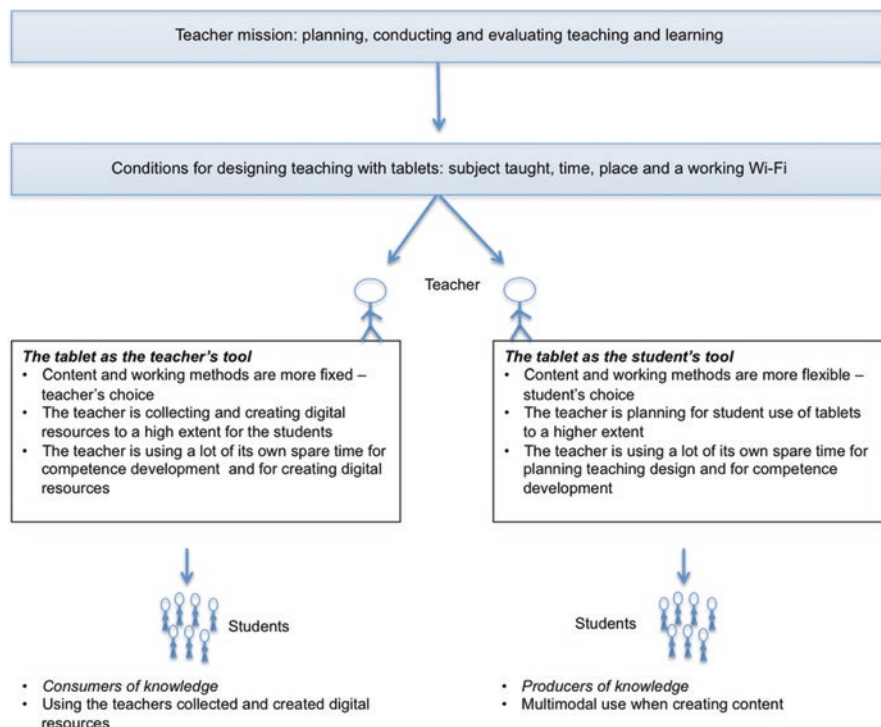 Teacher mission: planning, conducting and evaluating teaching and learning
Conditions for designing teaching with tablets: subject taught, time, place and a working Wi-Fi
Teacher
The tablet as the teacher's tool
• Content and working methods are more fixed –
teacher's choice
• The teacher is collecting and creating digital
resources to a high extent for the students
• The teacher is using a lot of its own spare time for
competence development and for creating digital
resources
The tablet as the student's tool
• Content and working methods are more flexible –
student's choice
• The teacher is planning for student use of tablets
to a higher extent
• The teacher is using a lot of its own spare time for
planning teaching design and for competence
development
Students
• Consumers of knowledge
• Using the teachers collected and created digital
resources
Students
• Producers of knowledge
• Multimodal use when creating content